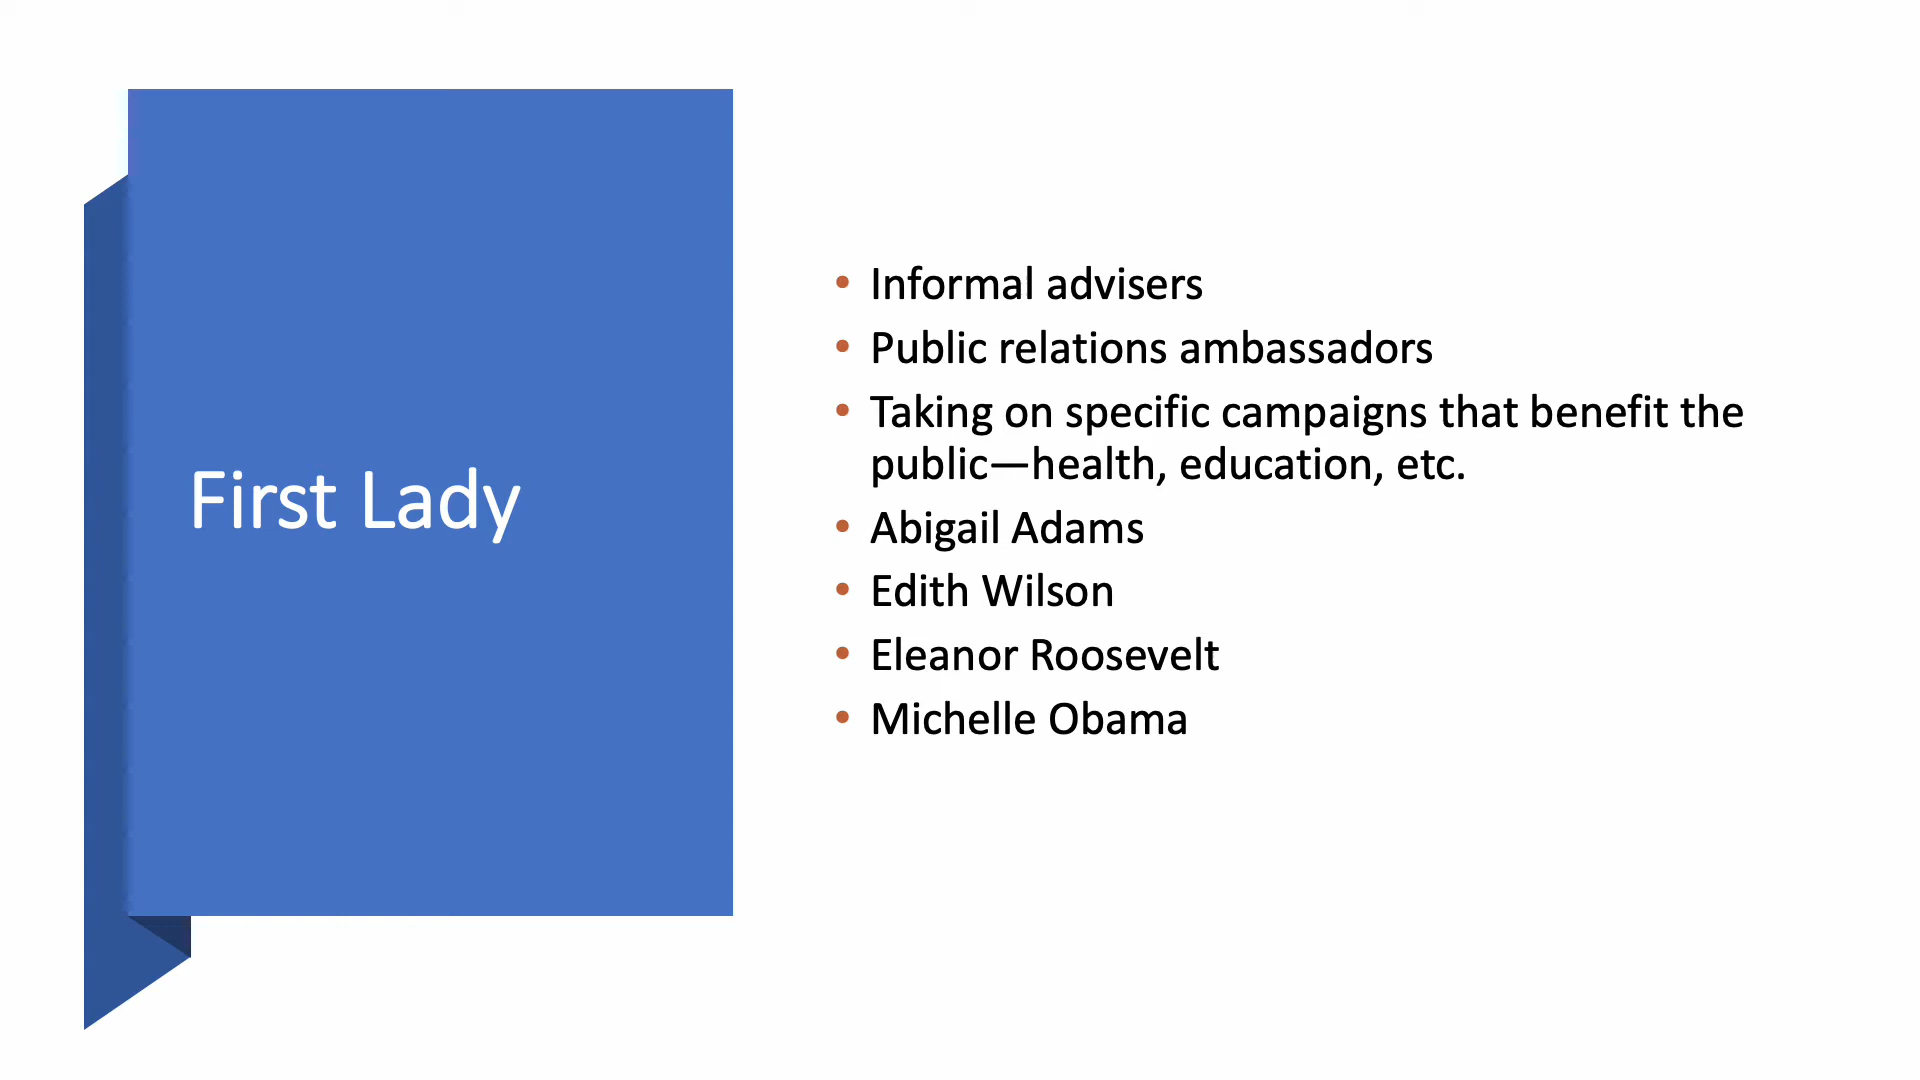 First Lady
• Informal advisers
• Public relations ambassadors
• Taking on specific campaigns that benefit the
public—health, education, etc.
• Abigail Adams
• Edith Wilson
• Eleanor Roosevelt
• Michelle Obama